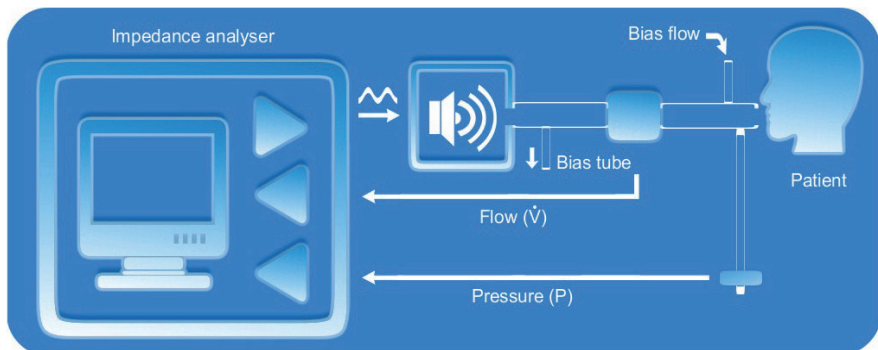 Impedance analyser
Bias flow
Bias tube
Patient
Flow (V̇)
Pressure (P)